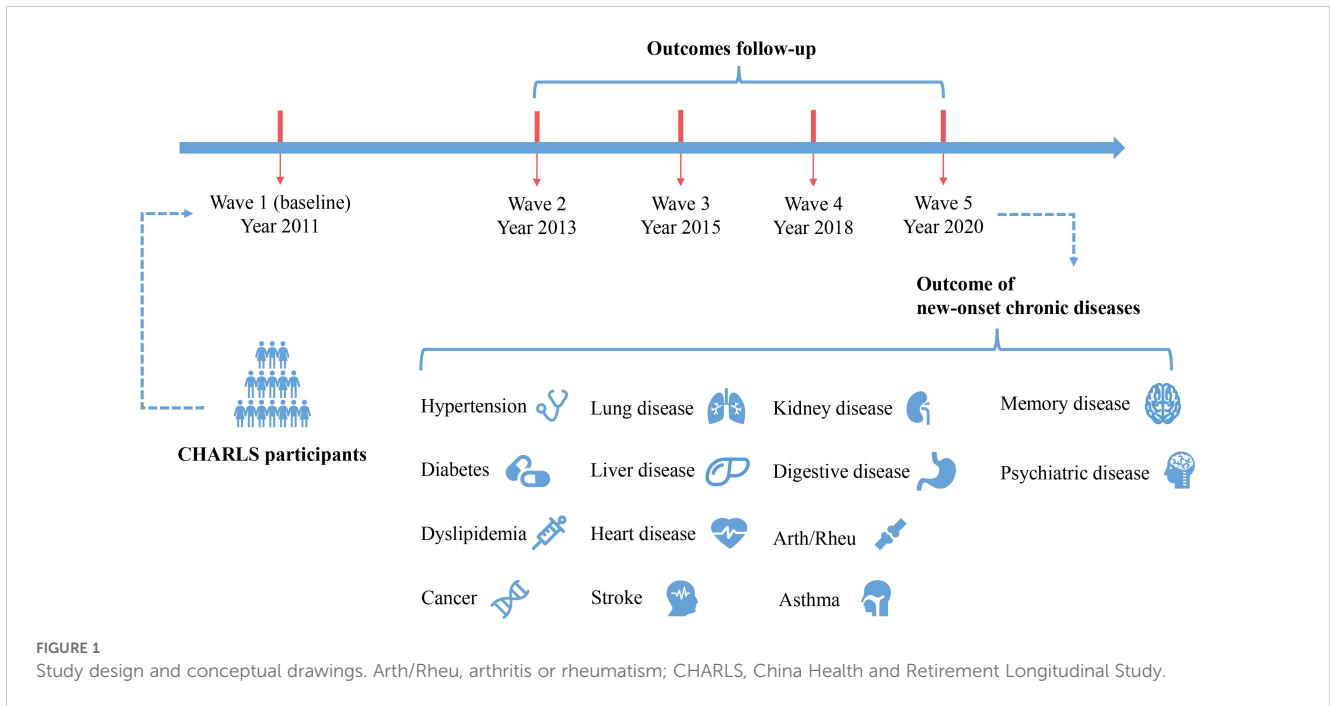 Outcomes follow-up
Wave 1 (baseline)
Year 2011
Wave 2
Year 2013
Wave 3
Year 2015
Wave 4
Year 2018
Wave 5
Year 2020
Outcome of
new-onset chronic diseases
CHARLS participants
Hypertension
Lung disease
Kidney disease
Memory disease
Diabetes
Liver disease
Digestive disease
Psychiatric disease
Dyslipidemia
Heart disease
Arth/Rheu
Cancer
Stroke
Asthma
FIGURE 1
Study design and conceptual drawings. Arth/Rheu, arthritis or rheumatism; CHARLS, China Health and Retirement Longitudinal Study.